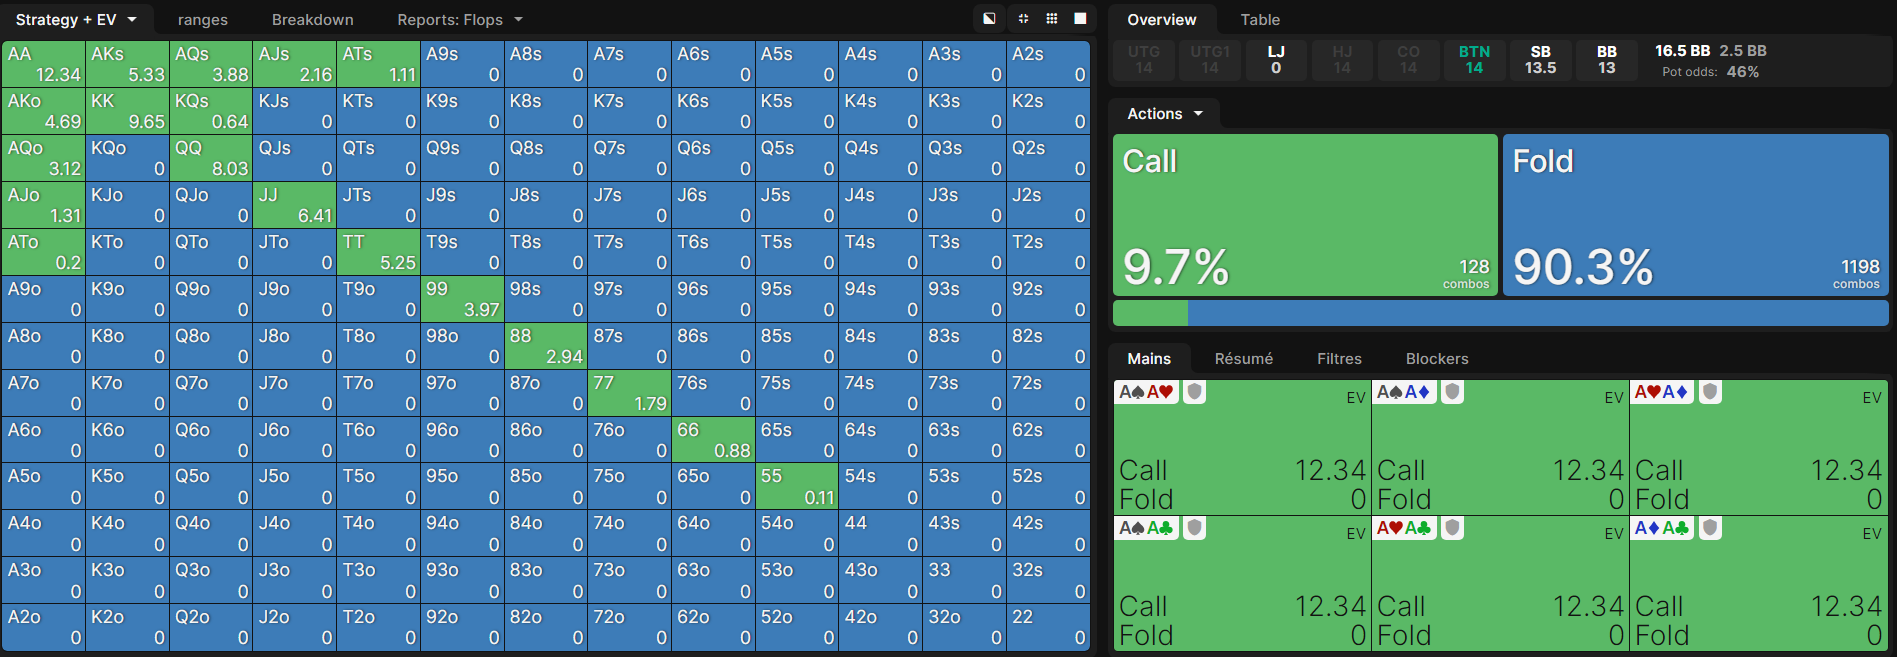 Strategy + EV ranges Breakdown Reports: Flops
AA AKs AQs AJs ATs A9s A8s A7s A6s A5s A4s A3s A2s
12.34 5.33 3.88 2.16 1.11 0 0 0 0 0 0 0 0
AKo KK KQs KJs KTs K9s K8s K7s K6s K5s K4s K3s K2s
4.69 9.65 0.64 0 0 0 0 0 0 0 0 0 0
AQo KQo QQ QJs QTs Q9s Q8s Q7s Q6s Q5s Q4s Q3s Q2s
3.12 0 8.03 0 0 0 0 0 0 0 0 0 0
AJo KJo QJo JJ JTs J9s J8s J7s J6s J5s J4s J3s J2s
1.31 0 0 6.41 0 0 0 0 0 0 0 0 0
ATo KTo QTo JTo TT T9s T8s T7s T6s T5s T4s T3s T2s
0.2 0 0 0 5.25 0 0 0 0 0 0 0 0
A9o K9o Q9o J9o T9o 99 98s 97s 96s 95s 94s 93s 92s
0 0 0 0 0 3.97 0 0 0 0 0 0 0
A8o K8o Q8o J8o T8o 98o 88 87s 86s 85s 84s 83s 82s
0 0 0 0 0 0 2.94 0 0 0 0 0 0
A7o K7o Q7o J7o T7o 97o 87o 77 76s 75s 74s 73s 72s
0 0 0 0 0 0 0 1.79 0 0 0 0 0
A6o K6o Q6o J6o T6o 96o 86o 76o 66 65s 64s 63s 62s
0 0 0 0 0 0 0 0 0.88 0 0 0 0
A5o K5o Q5o J5o T5o 95o 85o 75o 65o 55 54s 53s 52s
0 0 0 0 0 0 0 0 0 0.11 0 0 0
A4o K4o Q4o J4o T4o 94o 84o 74o 64o 54o 44 43s 42s
0 0 0 0 0 0 0 0 0 0 0 0 0
A3o K3o Q3o J3o T3o 93o 83o 73o 63o 53o 43o 33 32s
0 0 0 0 0 0 0 0 0 0 0 0 0
A2o K2o Q2o J2o T2o 92o 82o 72o 62o 52o 42o 32o 22
0 0 0 0 0 0 0 0 0 0 0 0 0
Overview Table
UTG UTG1 LJ HJ CO BTN SB BB 16.5 BB 2.5 BB
14 14 0 14 14 14 13.5 13 Pot odds: 46%
Actions
Call Fold
9.7% 128 combos 90.3% 1198 combos
Mains Résumé Filtres Blockers
A♠A♥ EV A♠A♦ EV A♥A♦ EV
Call 12.34 Call 12.34 Call 12.34
Fold 0 Fold 0 Fold 0
A♠A♣ EV A♥A♣ EV A♦A♣ EV
Call 12.34 Call 12.34 Call 12.34
Fold 0 Fold 0 Fold 0